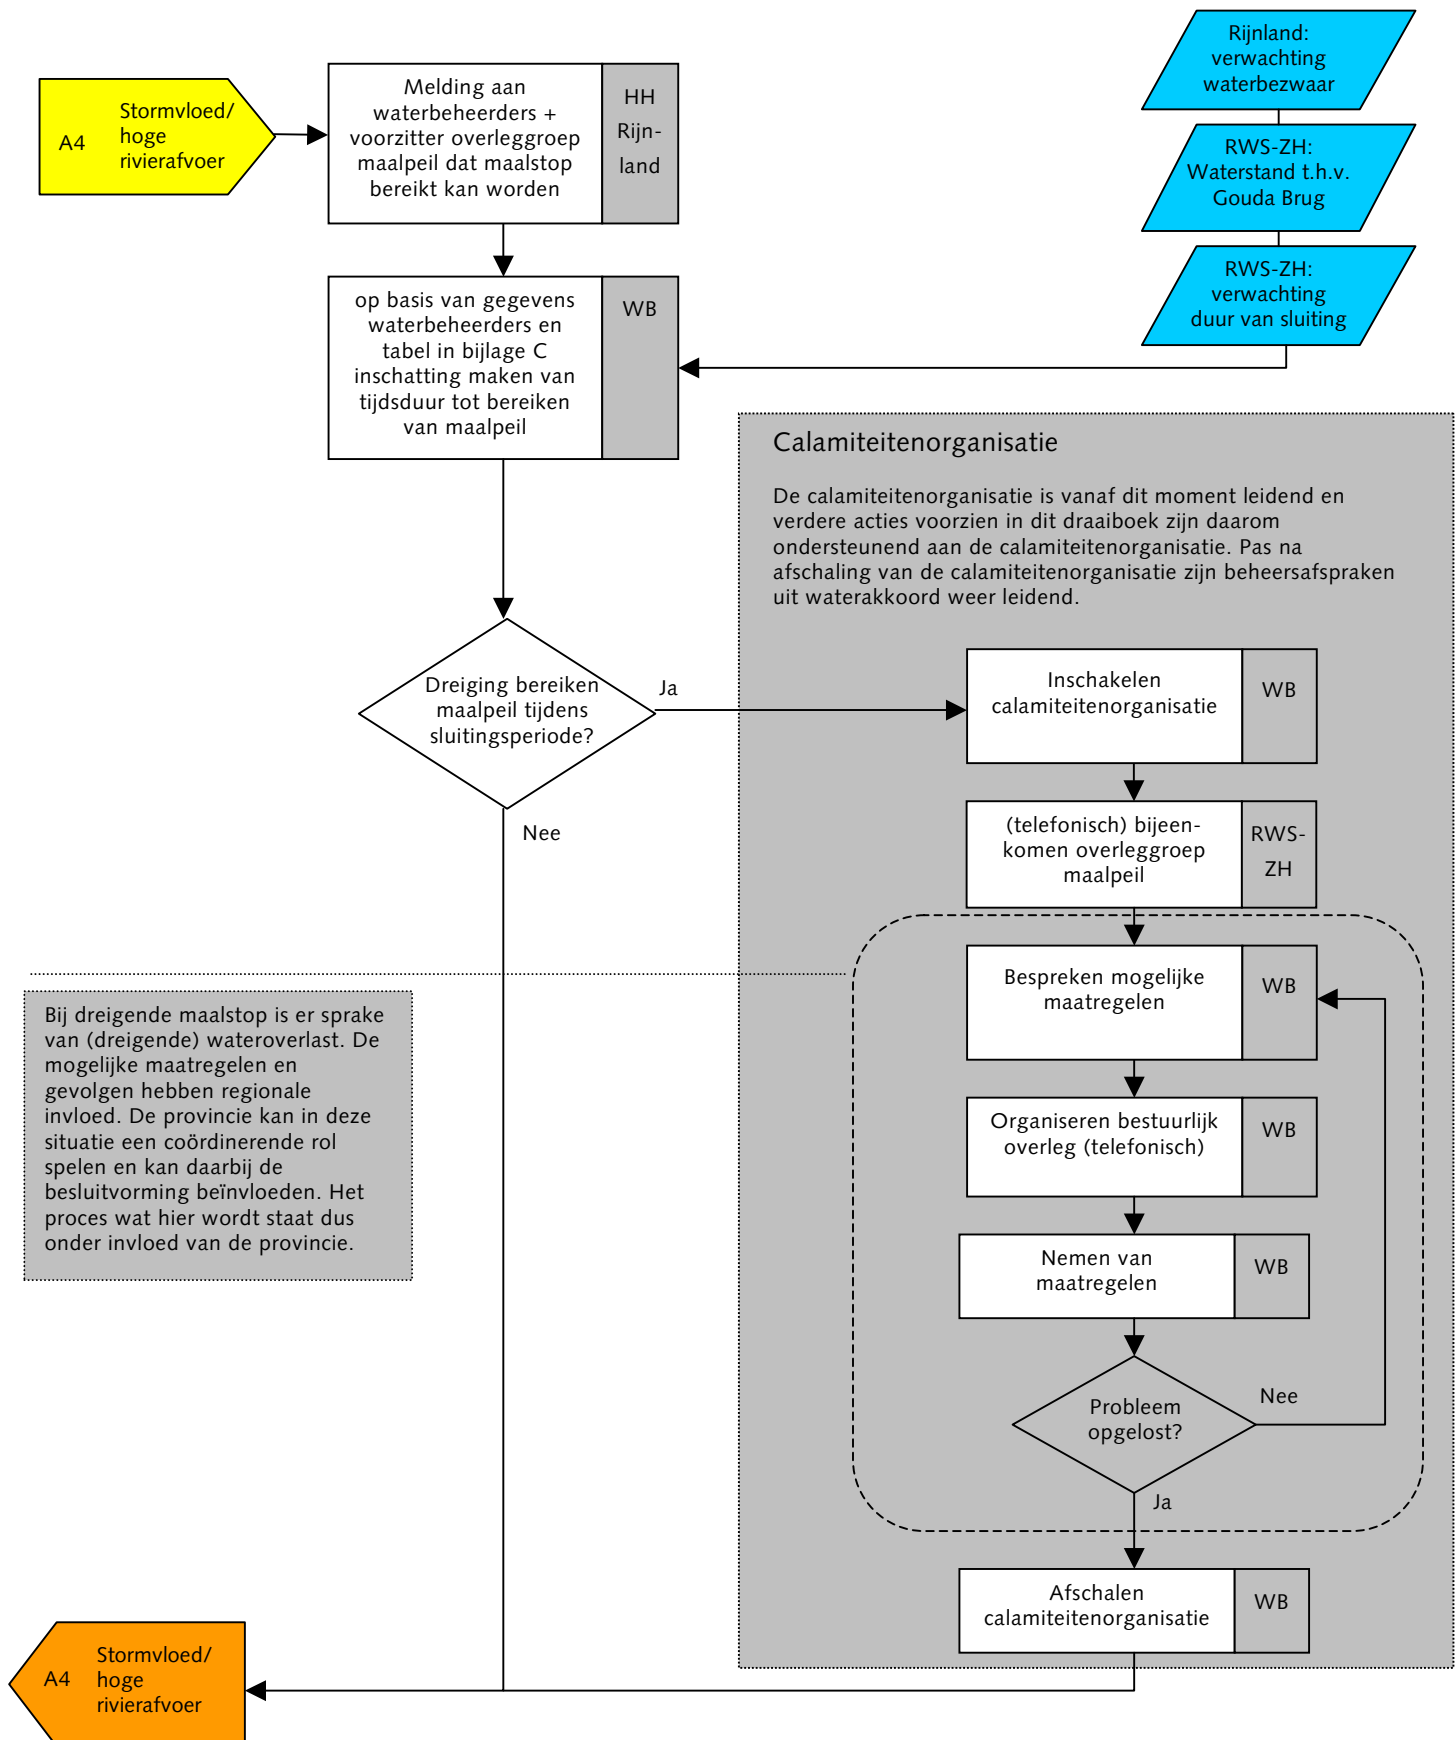 Rijnland:
verwachting
waterbezwaar
A4
Stormvloed/
hoge
rivierafvoer
Melding aan
waterbeheerders +
voorzitter overleggroep
maalpeil dat maalstop
bereikt kan worden
HH
Rijn-
land
RWS-ZH:
Waterstand t.h.v.
Gouda Brug
RWS-ZH:
verwachting
duur van sluiting
op basis van gegevens
waterbeheerders en
tabel in bijlage C
inschatting maken van
tijdsduur tot bereiken
van maalpeil
WB
Calamiteitenorganisatie
De calamiteitenorganisatie is vanaf dit moment leidend en
verdere acties voorzien in dit draaiboek zijn daarom
ondersteunend aan de calamiteitenorganisatie. Pas na
afschaling van de calamiteitenorganisatie zijn beheersafspraken
uit waterakkoord weer leidend.
Dreiging bereiken
maalpeil tijdens
sluitingsperiode?
Ja
Nee
Inschakelen
calamiteitenorganisatie
WB
(telefonisch) bijeen-
komen overleggroep
maalpeil
RWS-
ZH
Bespreken mogelijke
maatregelen
WB
Bij dreigende maalstop is er sprake
van (dreigende) wateroverlast. De
mogelijke maatregelen en
gevolgen hebben regionale
invloed. De provincie kan in deze
situatie een coördinerende rol
spelen en kan daarbij de
besluitvorming beïnvloeden. Het
proces wat hier wordt staat dus
onder invloed van de provincie.
Organiseren bestuurlijk
overleg (telefonisch)
WB
Nemen van
maatregelen
WB
Probleem
opgelost?
Nee
Ja
Afschalen
calamiteitenorganisatie
WB
A4
Stormvloed/
hoge
rivierafvoer